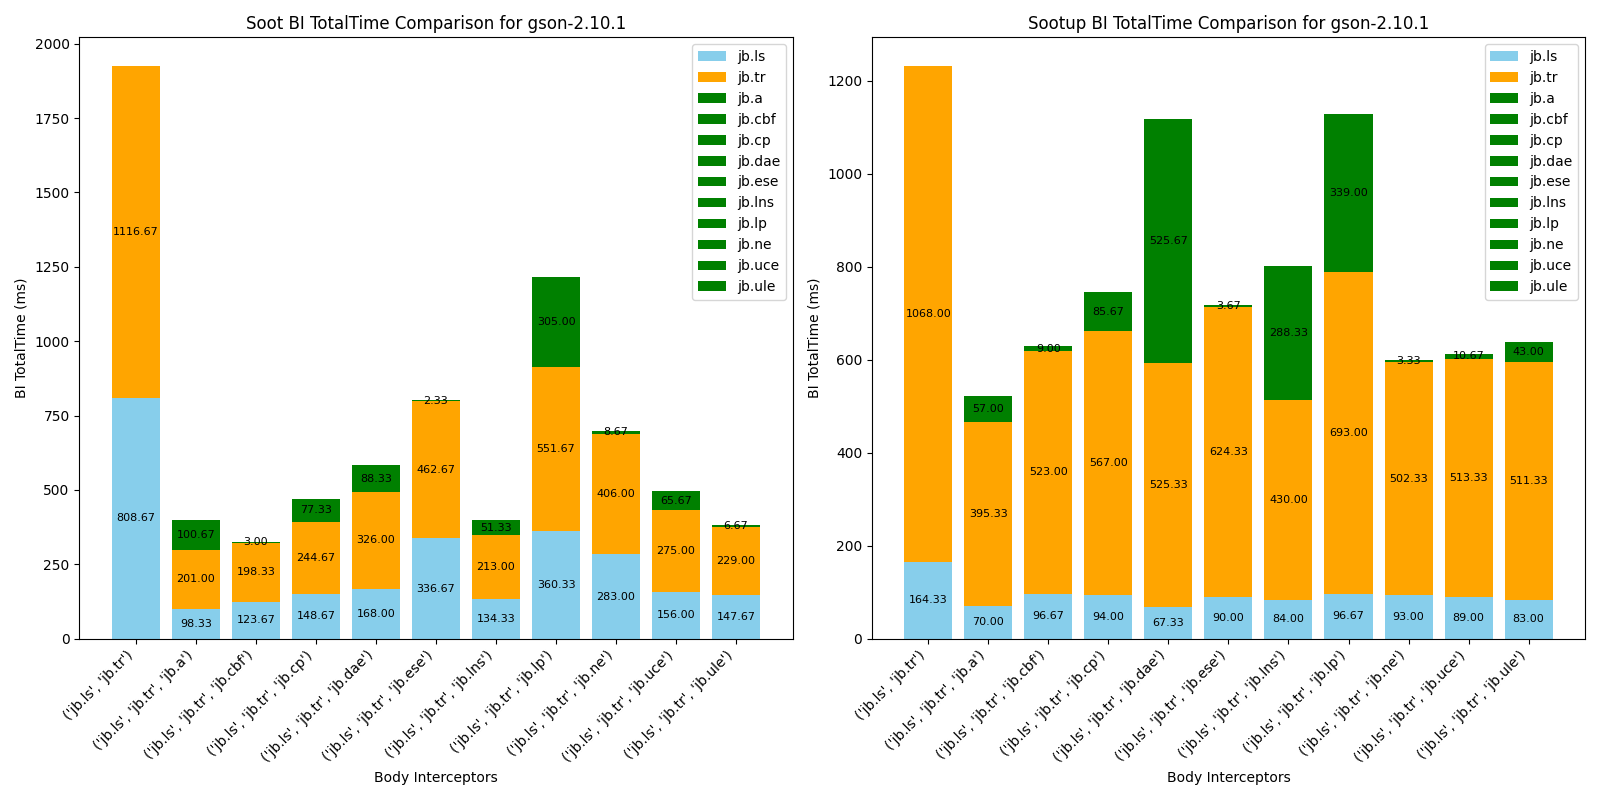 Soot BI TotalTime Comparison for gson-2.10.1
BI TotalTime (ms)
2000
1750
1500
1250
1000
750
500
250
0
jb.ls
jb.tr
jb.a
jb.cbf
jb.cp
jb.dae
jb.ese
jb.lns
jb.lp
jb.ne
jb.uce
jb.ule
1116.67
808.67
100.67
201.00
98.33
3.00
198.33
123.67
77.33
244.67
148.67
88.33
326.00
168.00
2.33
462.67
336.67
51.33
213.00
134.33
305.00
551.67
360.33
8.67
406.00
283.00
65.67
275.00
156.00
6.67
229.00
147.67
('jb.ls', 'jb.tr')
('jb.ls', 'jb.tr', 'jb.a')
('jb.ls', 'jb.tr', 'jb.cbf')
('jb.ls', 'jb.tr', 'jb.cp')
('jb.ls', 'jb.tr', 'jb.dae')
('jb.ls', 'jb.tr', 'jb.ese')
('jb.ls', 'jb.tr', 'jb.lns')
('jb.ls', 'jb.tr', 'jb.lp')
('jb.ls', 'jb.tr', 'jb.ne')
('jb.ls', 'jb.tr', 'jb.uce')
('jb.ls', 'jb.tr', 'jb.ule')
Body Interceptors
Sootup BI TotalTime Comparison for gson-2.10.1
BI TotalTime (ms)
1200
1000
800
600
400
200
0
jb.ls
jb.tr
jb.a
jb.cbf
jb.cp
jb.dae
jb.ese
jb.lns
jb.lp
jb.ne
jb.uce
jb.ule
1068.00
164.33
57.00
395.33
70.00
9.00
523.00
96.67
85.67
567.00
94.00
525.67
525.33
67.33
3.67
624.33
90.00
288.33
430.00
84.00
339.00
693.00
96.67
3.33
502.33
93.00
10.67
513.33
89.00
43.00
511.33
83.00
('jb.ls', 'jb.tr')
('jb.ls', 'jb.tr', 'jb.a')
('jb.ls', 'jb.tr', 'jb.cbf')
('jb.ls', 'jb.tr', 'jb.cp')
('jb.ls', 'jb.tr', 'jb.dae')
('jb.ls', 'jb.tr', 'jb.ese')
('jb.ls', 'jb.tr', 'jb.lns')
('jb.ls', 'jb.tr', 'jb.lp')
('jb.ls', 'jb.tr', 'jb.ne')
('jb.ls', 'jb.tr', 'jb.uce')
('jb.ls', 'jb.tr', 'jb.ule')
Body Interceptors